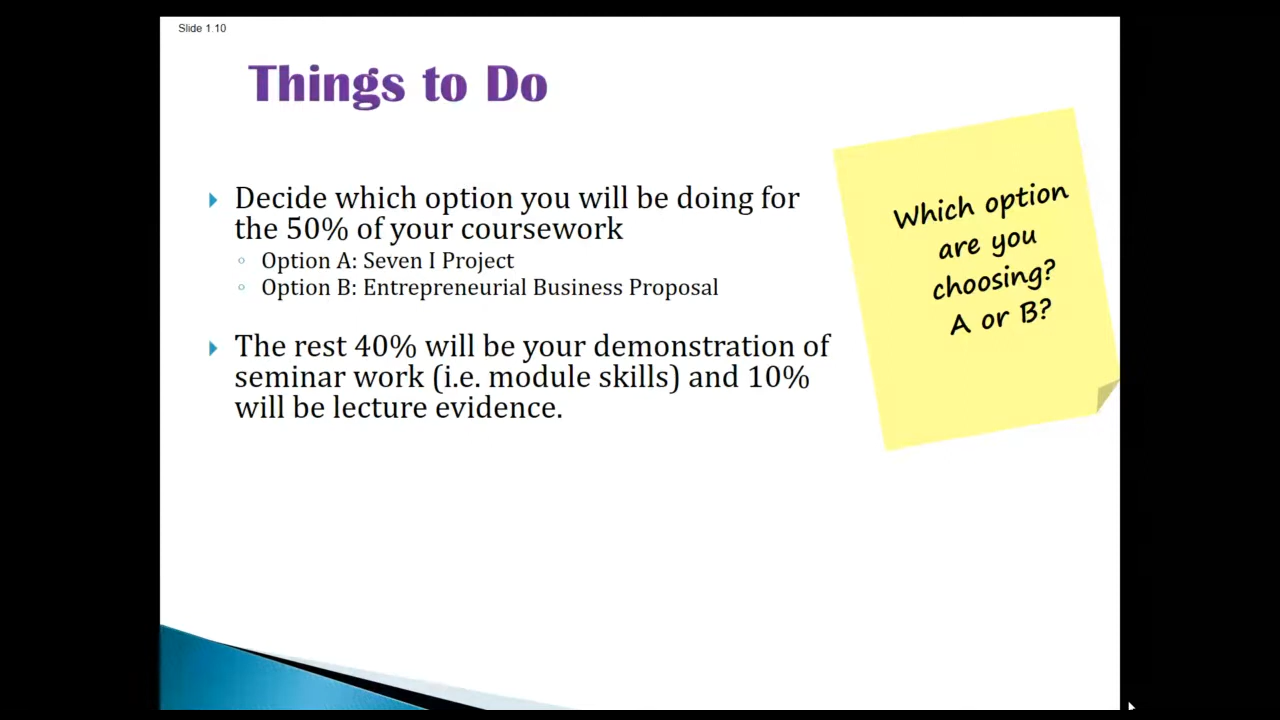 Slide 1.10
Things to Do
Decide which option you will be doing for
the 50% of your coursework
Option A: Seven I Project
Option B: Entrepreneurial Business Proposal
The rest 40% will be your demonstration of
seminar work (i.e. module skills) and 10%
will be lecture evidence.
Which option
are you
choosing?
A or B?